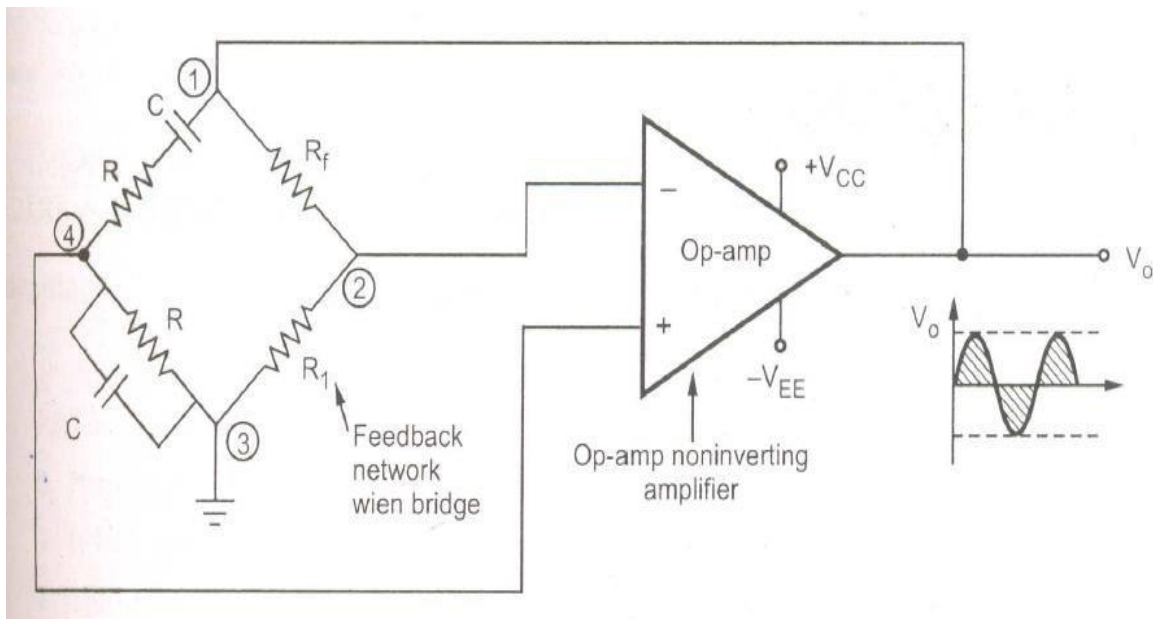 1
C
R
Rf
4
2
R
R1
C
3
Feedback
network
wien bridge
−
+
Op-amp
+VCC
−VEE
Op-amp noninverting
amplifier
Vo
Vo